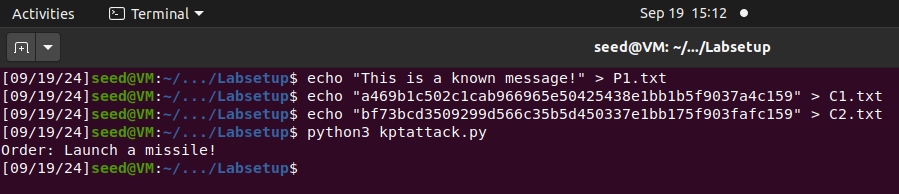 Activities Terminal Sep 19 15:12
seed@VM: ~/.../Labsetup
[09/19/24]seed@VM:~/.../Labsetup$ echo "This is a known message!" > P1.txt
[09/19/24]seed@VM:~/.../Labsetup$ echo "a469b1c502c1cab966965e50425438e1bb1b5f9037a4c159" > C1.txt
[09/19/24]seed@VM:~/.../Labsetup$ echo "bf73bcd3509299d566c35b5d450337e1bb175f903fafc159" > C2.txt
[09/19/24]seed@VM:~/.../Labsetup$ python3 kptattack.py
Order: Launch a missile!
[09/19/24]seed@VM:~/.../Labsetup$